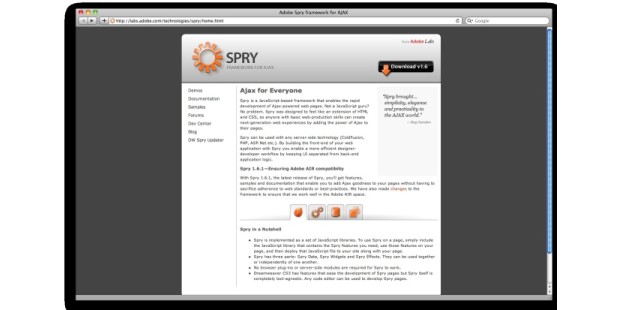 Adobe Spry framework for AJAX
http://labs.adobe.com/technologies/spry/home.html
Google
from Adobe Labs
SPRY
FRAMEWORK FOR AJAX
Download v1.6
Demos
Documentation
Samples
Forums
Dev Center
Blog
DW Spry Updater
Ajax for Everyone
Spry is a JavaScript-based framework that enables the rapid
development of Ajax-powered web pages. Not a JavaScript guru?
No problem. Spry was designed to feel like an extension of HTML
and CSS, so anyone with basic web-production skills can create
next-generation web experiences by adding the power of Ajax to
their pages.
Spry can be used with any server-side technology (ColdFusion,
PHP, ASP.Net etc.). By building the front-end of your web
application with Spry you enable a more efficient designer-
developer workflow by keeping UI separated from back-end
application logic.
"Spry brought...
simplicity, elegance
and practicality to
the AJAX world."
Spry 1.6.1—Ensuring Adobe AIR compatibility
With Spry 1.6.1, the latest release of Spry, you'll get features,
samples and documentation that enable you to add Ajax goodness to your pages without having to
sacrifice adherence to web standards or best-practices. We have also made changes to the
framework to ensure that we work well in the Adobe AIR space.
Spry in a Nutshell
• Spry is implemented as a set of JavaScript libraries. To use Spry on a page, simply include
the JavaScript library that contains the Spry features you need, use those features on your
page, and then deploy that JavaScript file to your site along with your page.
• Spry has three parts: Spry Data, Spry Widgets and Spry Effects. They can be used together
or independently of one another.
• No browser plug-ins or server-side modules are required for Spry to work.
• Dreamweaver CS3 has features that ease the development of Spry pages but Spry itself is
completely tool-agnostic. Any code editor can be used to develop Spry pages.